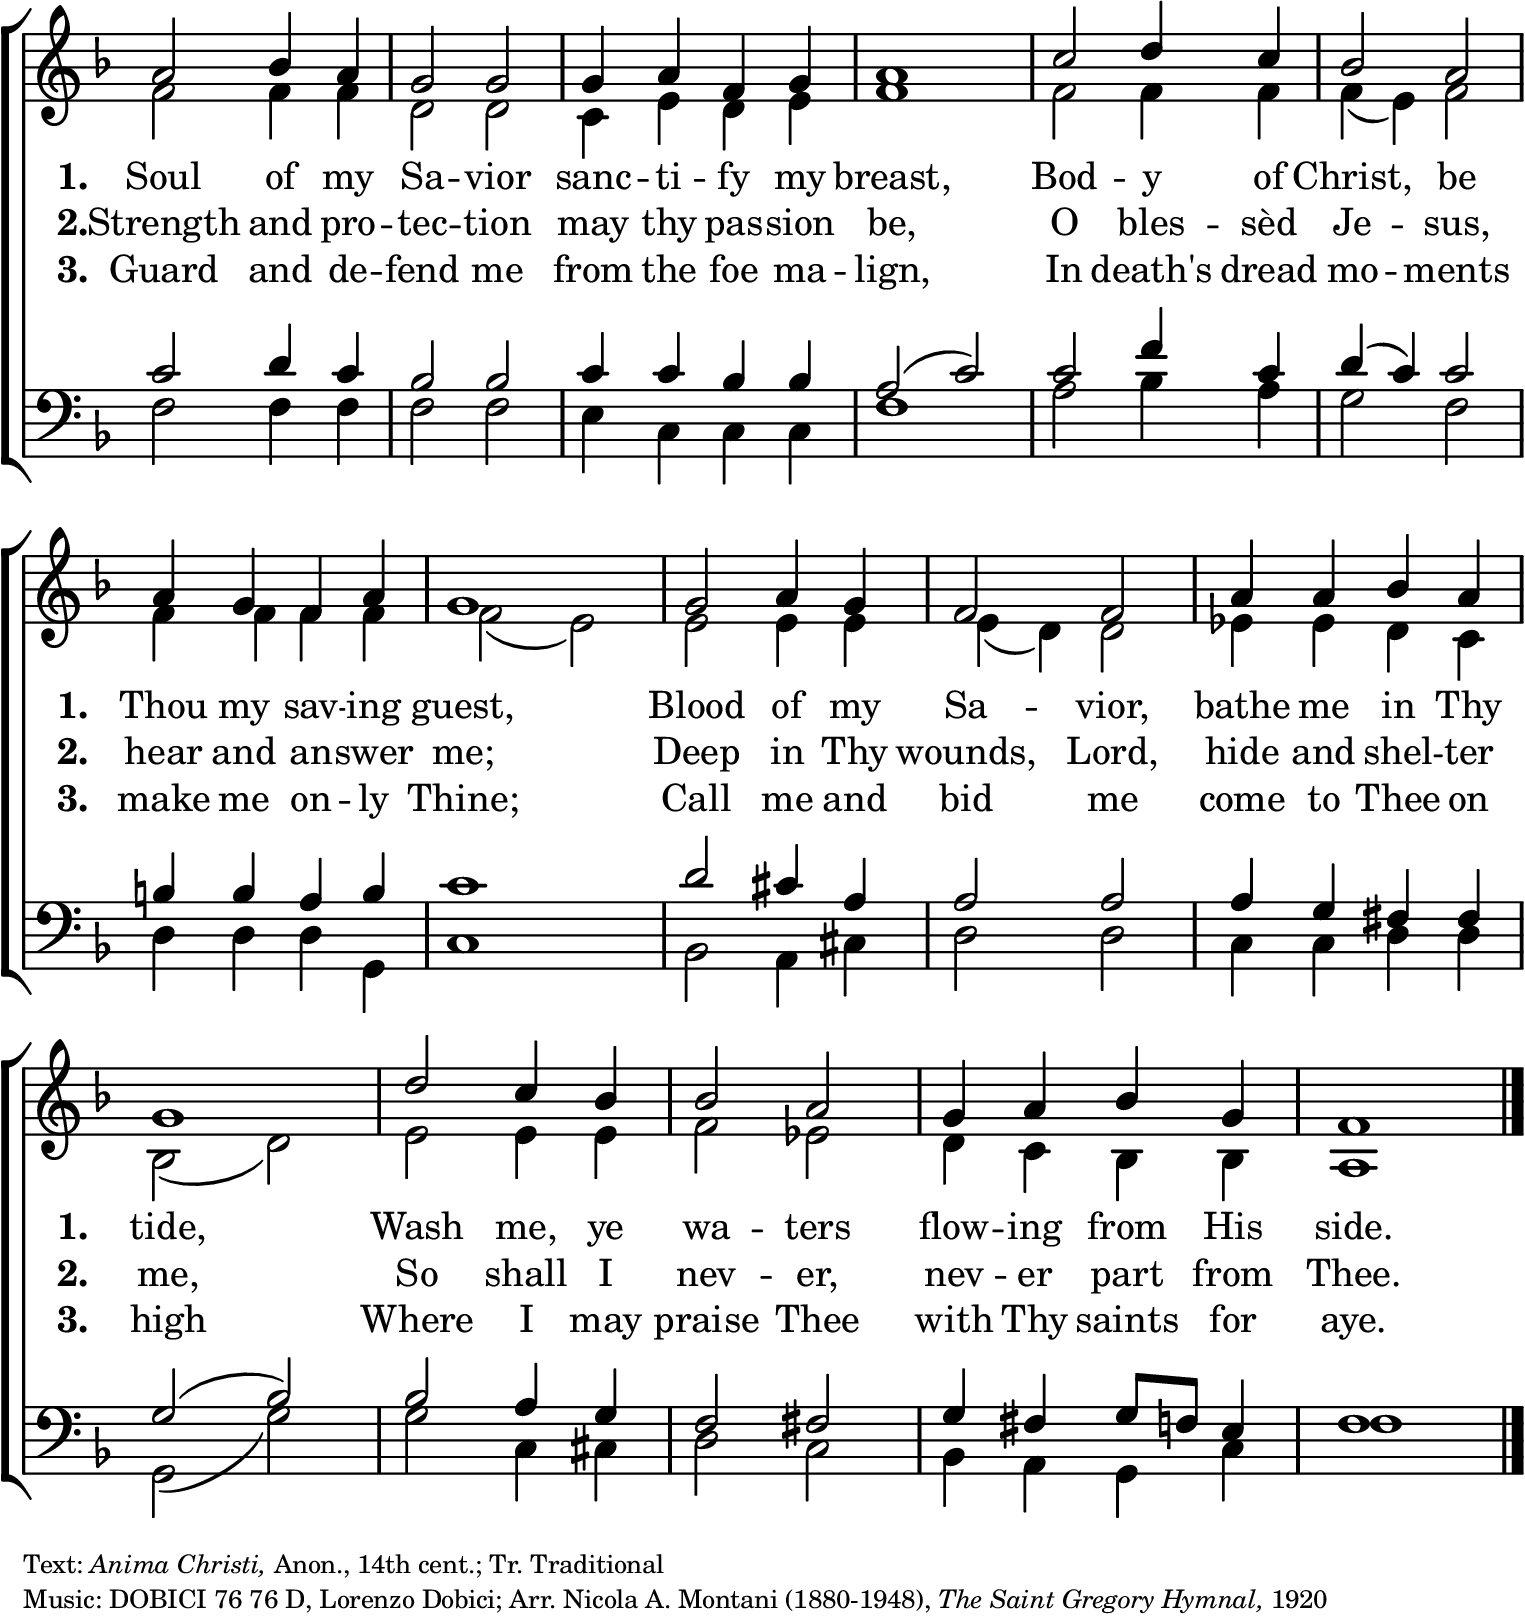 1. Soul of my Sa -- vior sanc -- ti -- fy my breast, Bod -- y of Christ, be
2. Strength and pro -- tec -- tion may thy pas -- sion be, O bles -- sèd Je -- sus,
3. Guard and de -- fend me from the foe ma -- lign, In death's dread mo -- ments
1. Thou my sav -- ing guest, Blood of my Sa -- vior, bathe me in Thy
2. hear and answer me; Deep in Thy wounds, Lord, hide and shel -- ter
3. make me on -- ly Thine; Call me and bid me come to Thee on
1. tide, Wash me, ye wa -- ters flow -- ing from His side.
2. me, So shall I nev -- er, nev -- er part from Thee.
3. high Where I may praise Thee with Thy saints for aye.
Text: Anima Christi, Anon., 14th cent.; Tr. Traditional
Music: DOBICI 76 76 D, Lorenzo Dobici; Arr. Nicola A. Montani (1880-1948), The Saint Gregory Hymnal, 1920